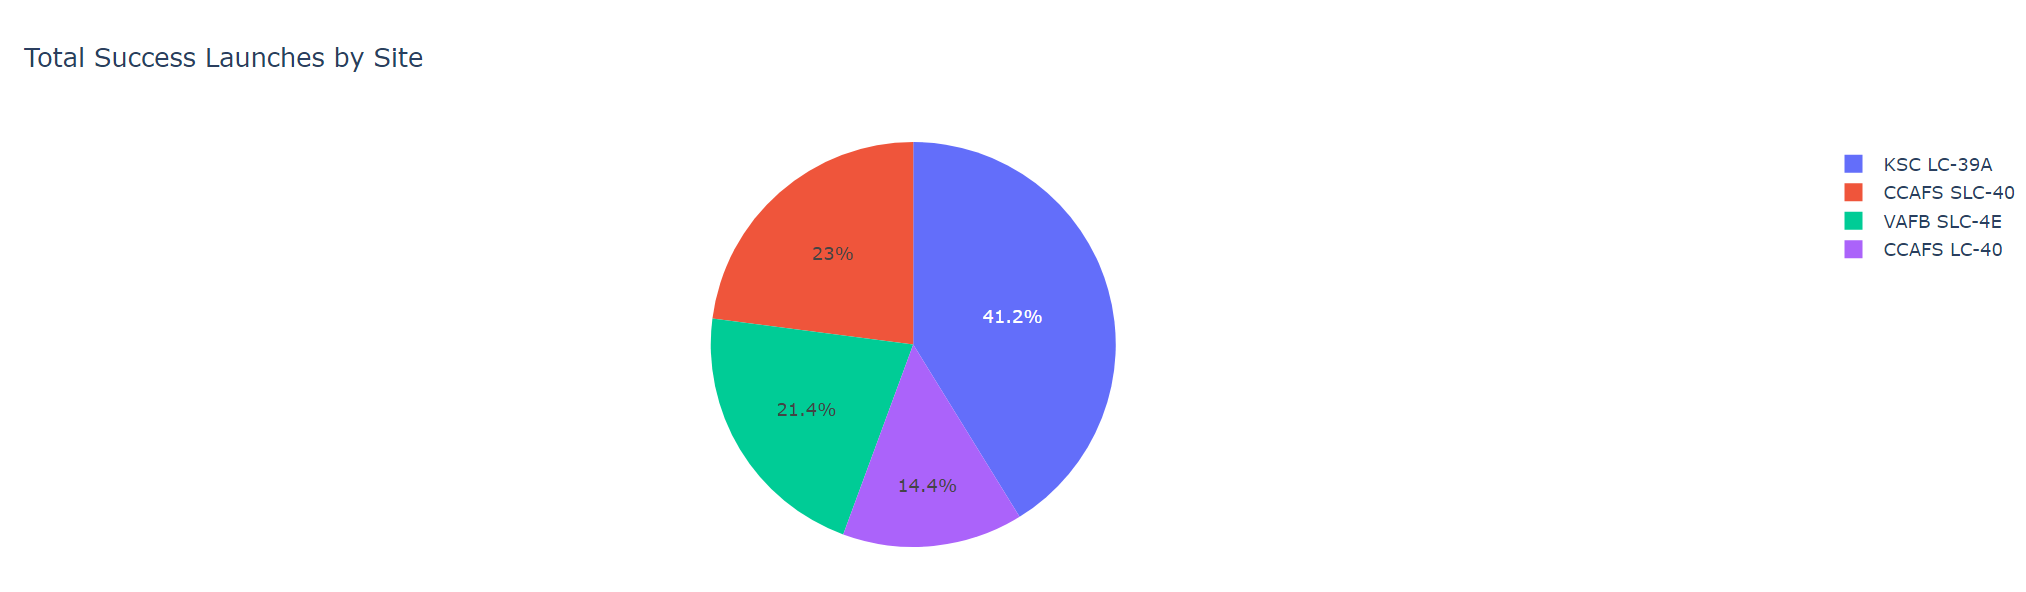 Total Success Launches by Site
23%
41.2%
21.4%
14.4%
KSC LC-39A
CCAFS SLC-40
VAFB SLC-4E
CCAFS LC-40